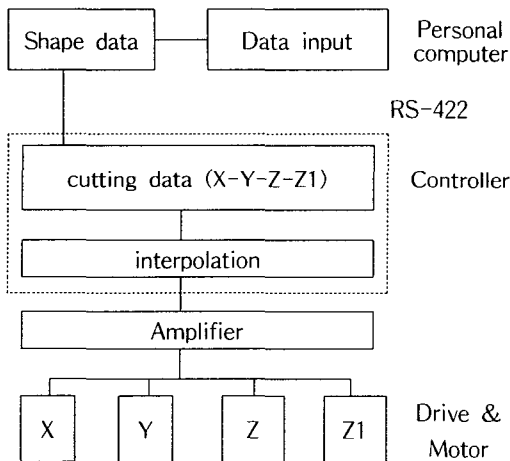 Shape data
Data input
Personal
computer
RS-422
cutting data (X-Y-Z-Z1)
Controller
interpolation
Amplifier
X
Y
Z
Z1
Drive &
Motor